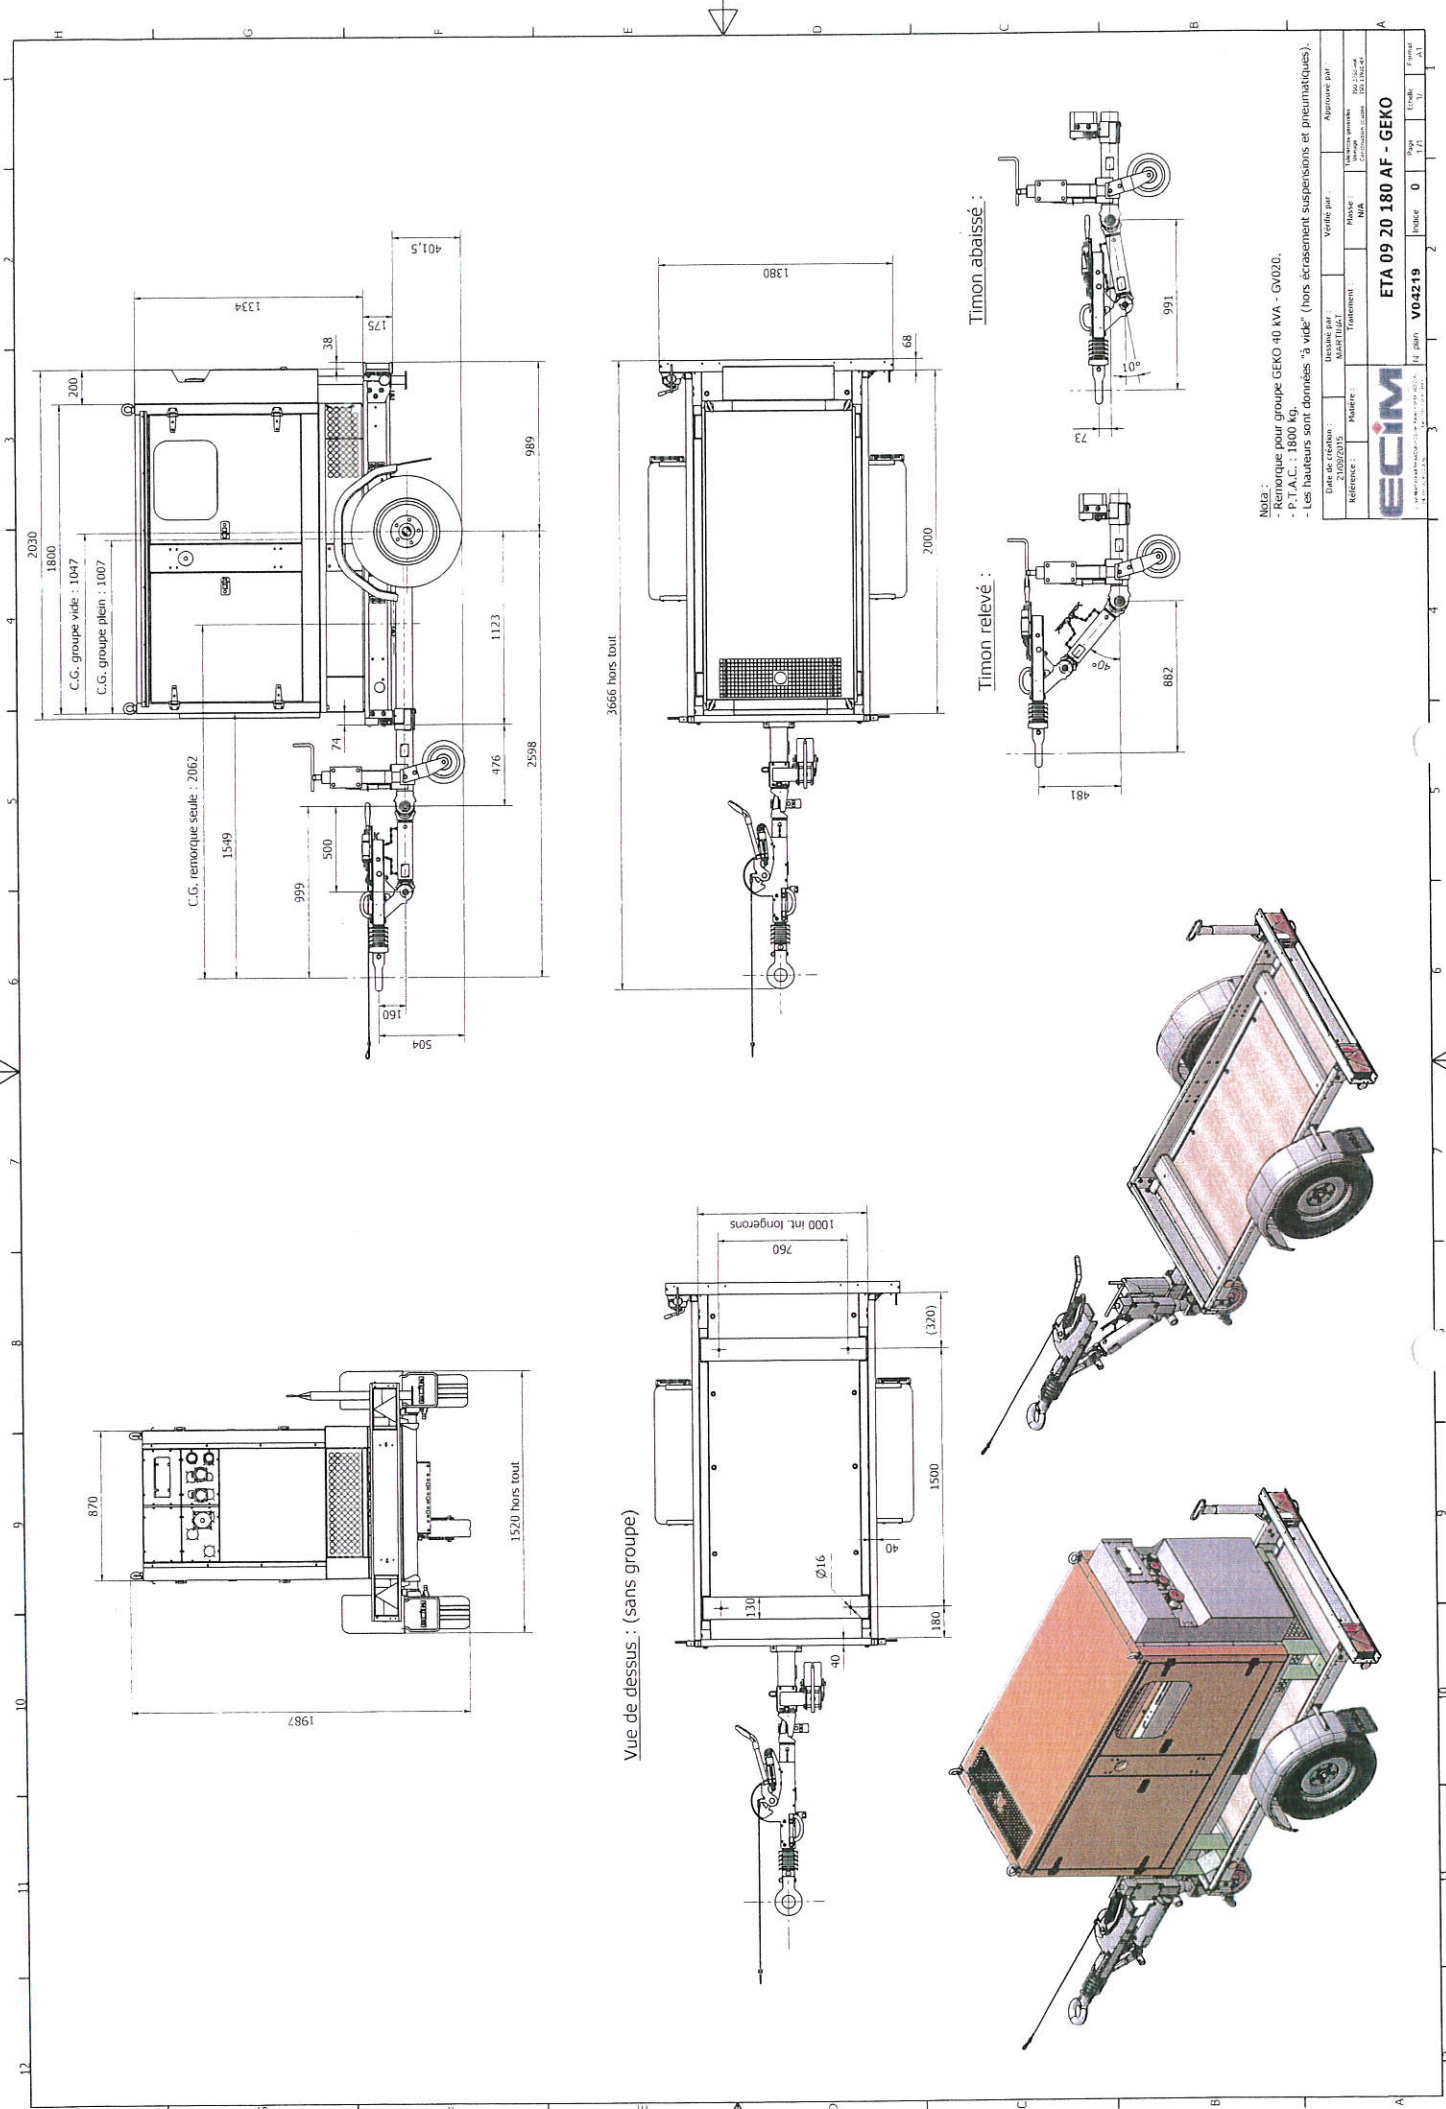 2030
1800
200
C.G. groupe vide : 1047
C.G. groupe plein : 1007
1334
38
175
401,5
C.G. remorque seule : 2062
1549
999
500
74
476
1123
989
2598
160
504
870
1987
1520 hors tout
3666 hors tout
1380
68
2000
Vue de dessus : (sans groupe)
1000 int. longerons
760
(320)
1500
Ø16
130
40
40
180
Timon relevé :
40°
882
481
Timon abaissé :
991
10°
73
Nota :
- Remorque pour groupe GEKO 40 kVA - GV020.
- P.T.A.C. : 1800 kg.
- Les hauteurs sont données "à vide" (hors écrasement suspensions et pneumatiques).
Date de création :
21/09/2015
Dessiné par :
MARTINAT
Vérifié par :
Approuvé par :
Référence :
Matière :
Traitement :
Masse :
N/A
ECiM
ETA 09 20 180 AF - GEKO
N° plan
V04219
Indice
0
Page
1 / 1
Echelle
1/
Format
A1